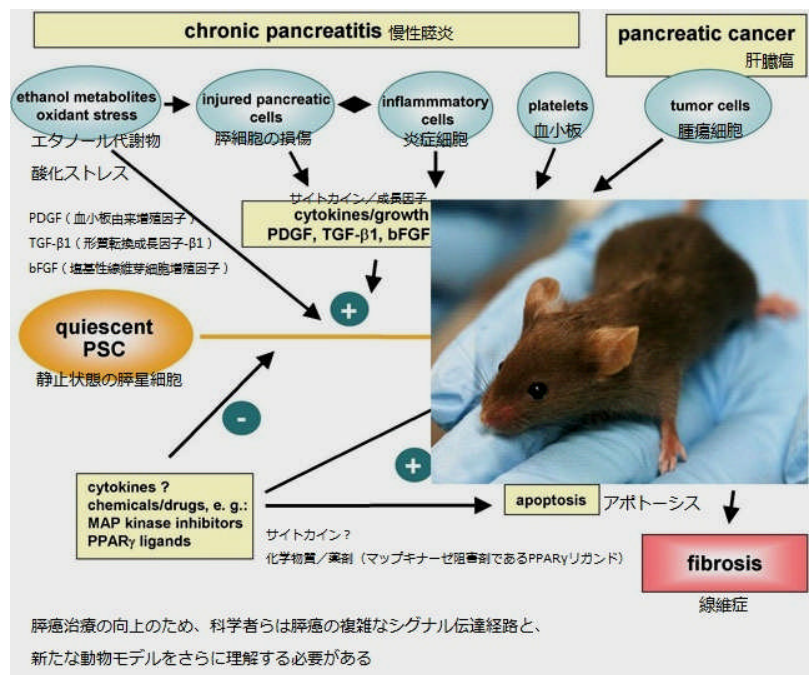 chronic pancreatitis 慢性膵炎
pancreatic cancer
肝臓癌
ethanol metabolites
oxidant stress
エタノール代謝物
酸化ストレス
injured pancreatic
cells
膵細胞の損傷
inflammmatory
cells
炎症細胞
platelets
血小板
tumor cells
腫瘍細胞
サイトカイン／成長因子
cytokines/growth
PDGF, TGF-β1, bFGF
PDGF（血小板由来増殖因子）
TGF-β1（形質転換成長因子-β1）
bFGF（塩基性線維芽細胞増殖因子）
+
quiescent
PSC
静止状態の膵星細胞
-
+
cytokines ?
chemicals/drugs, e. g.:
MAP kinase inhibitors
PPARγ ligands
apoptosis アポトーシス
サイトカイン？
化学物質／薬剤（マップキナーゼ阻害剤であるPPARγリガンド）
fibrosis
線維症
膵癌治療の向上のため、科学者らは膵癌の複雑なシグナル伝達経路と、
新たな動物モデルをさらに理解する必要がある